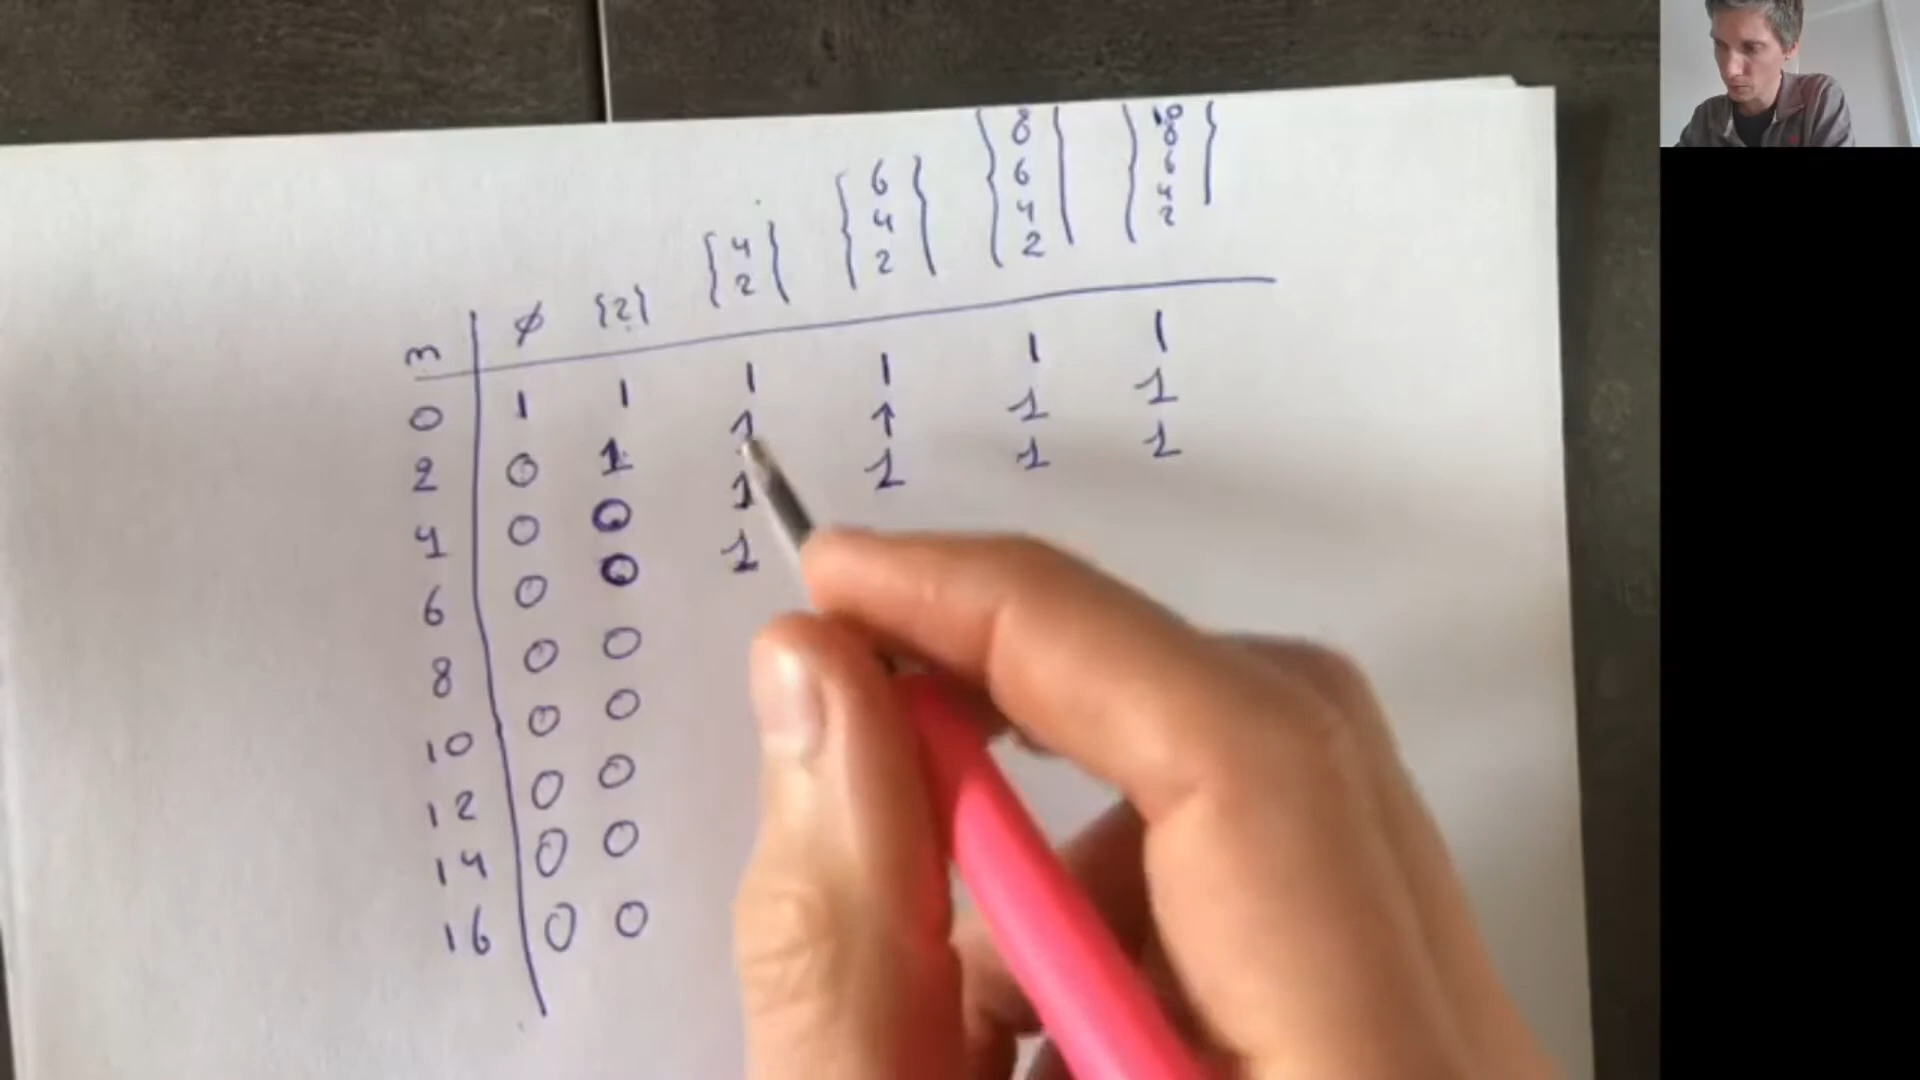 m ∅ {2} {4 2} {6 4 2} {8 6 4 2} {10 8 6 4 2}
0 1 1 1 1 1 1
2 0 1 1 1 1 1
4 0 0 1 1 1 1
6 0 0 1
8 0 0
10 0 0
12 0 0
14 0 0
16 0 0